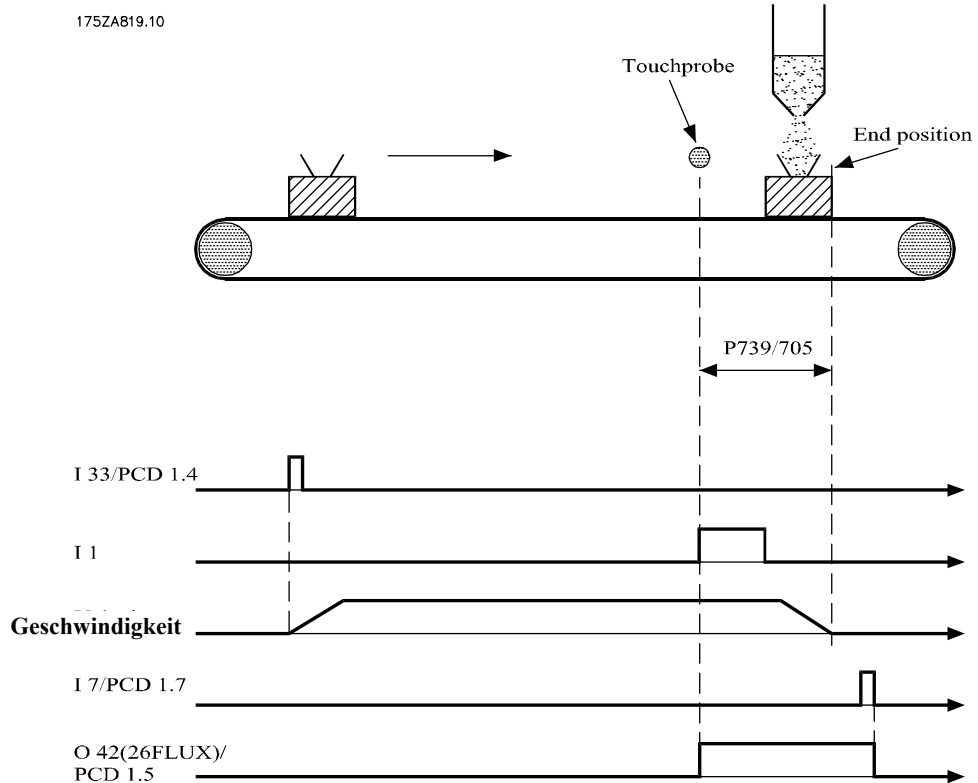 175ZA819.10
Touchprobe
End position
P739/705
I 33/PCD 1.4
I 1
Geschwindigkeit
I 7/PCD 1.7
O 42(26FLUX)/
PCD 1.5